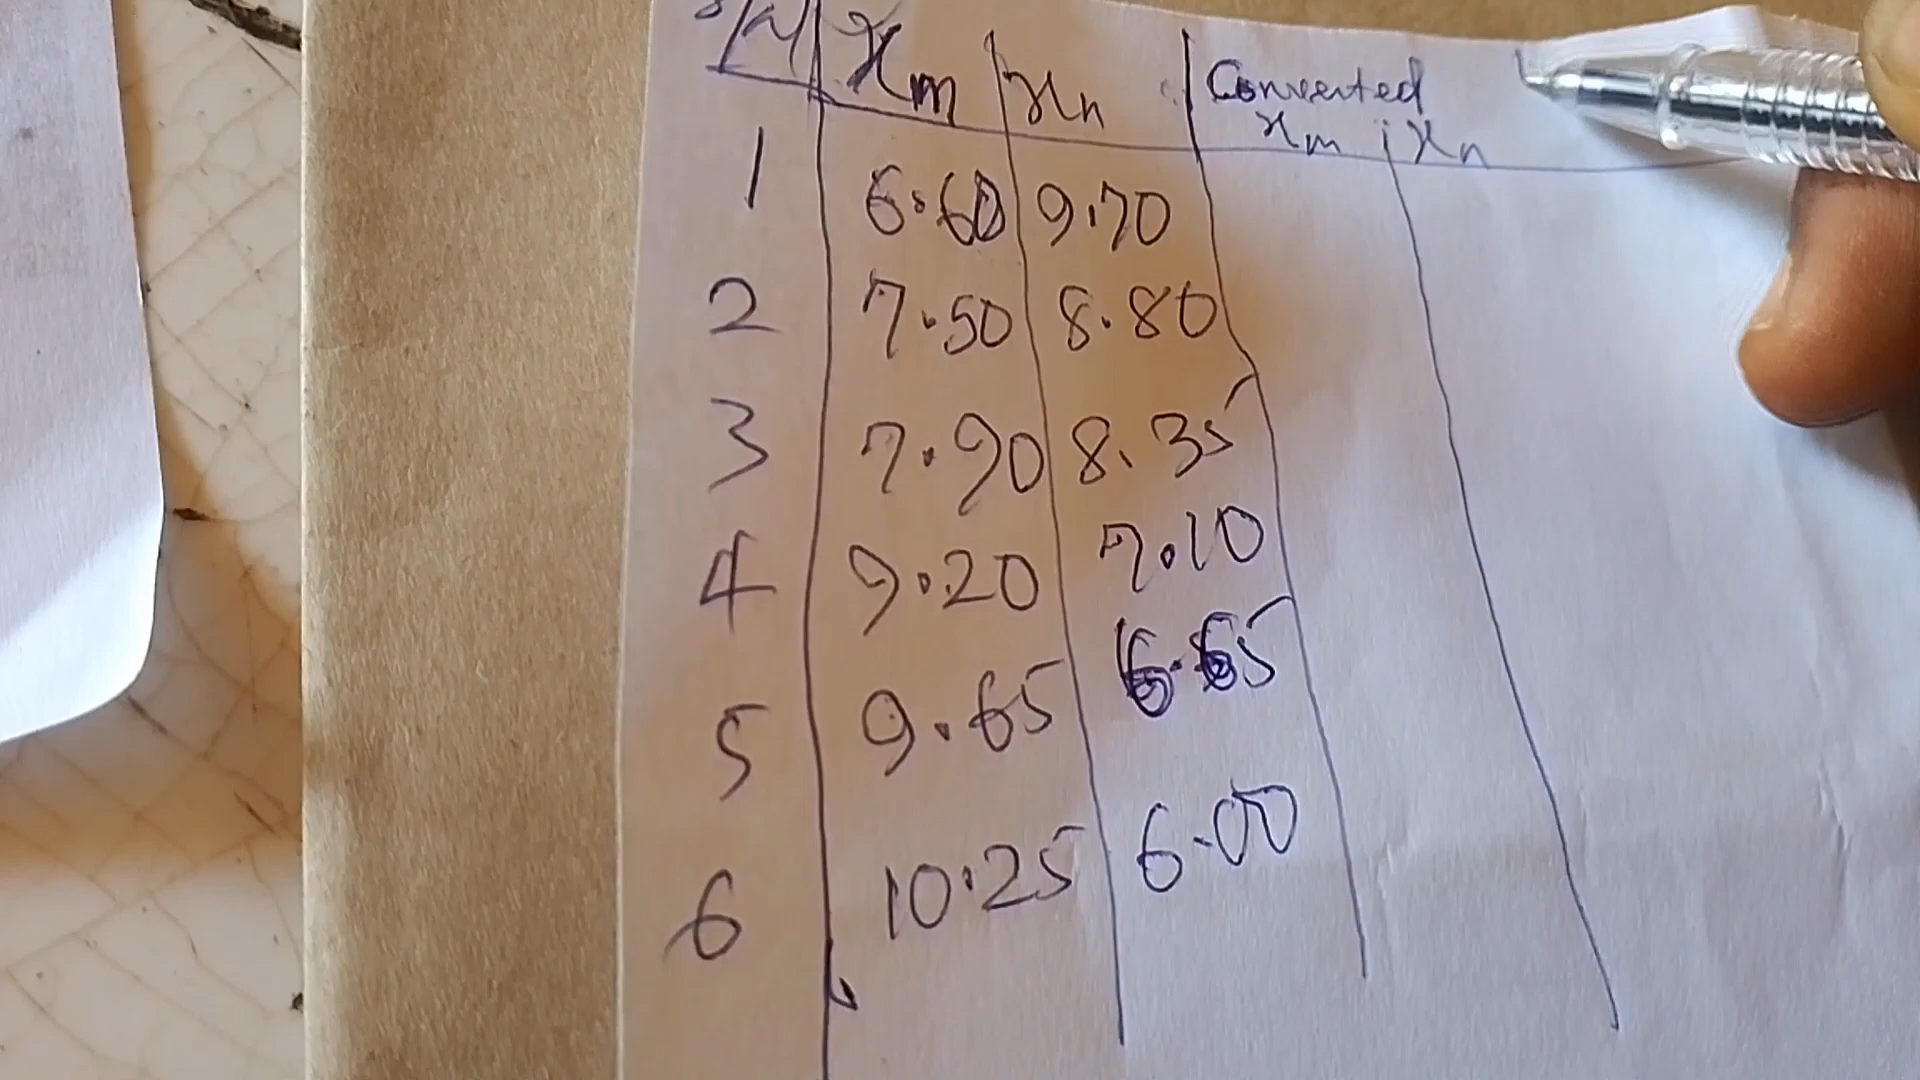 S/N xm xn Converted
xm xn
1 6.60 9.70
2 7.50 8.80
3 7.90 8.35
4 9.20 7.10
5 9.65 6.65
6 10.25 6.00